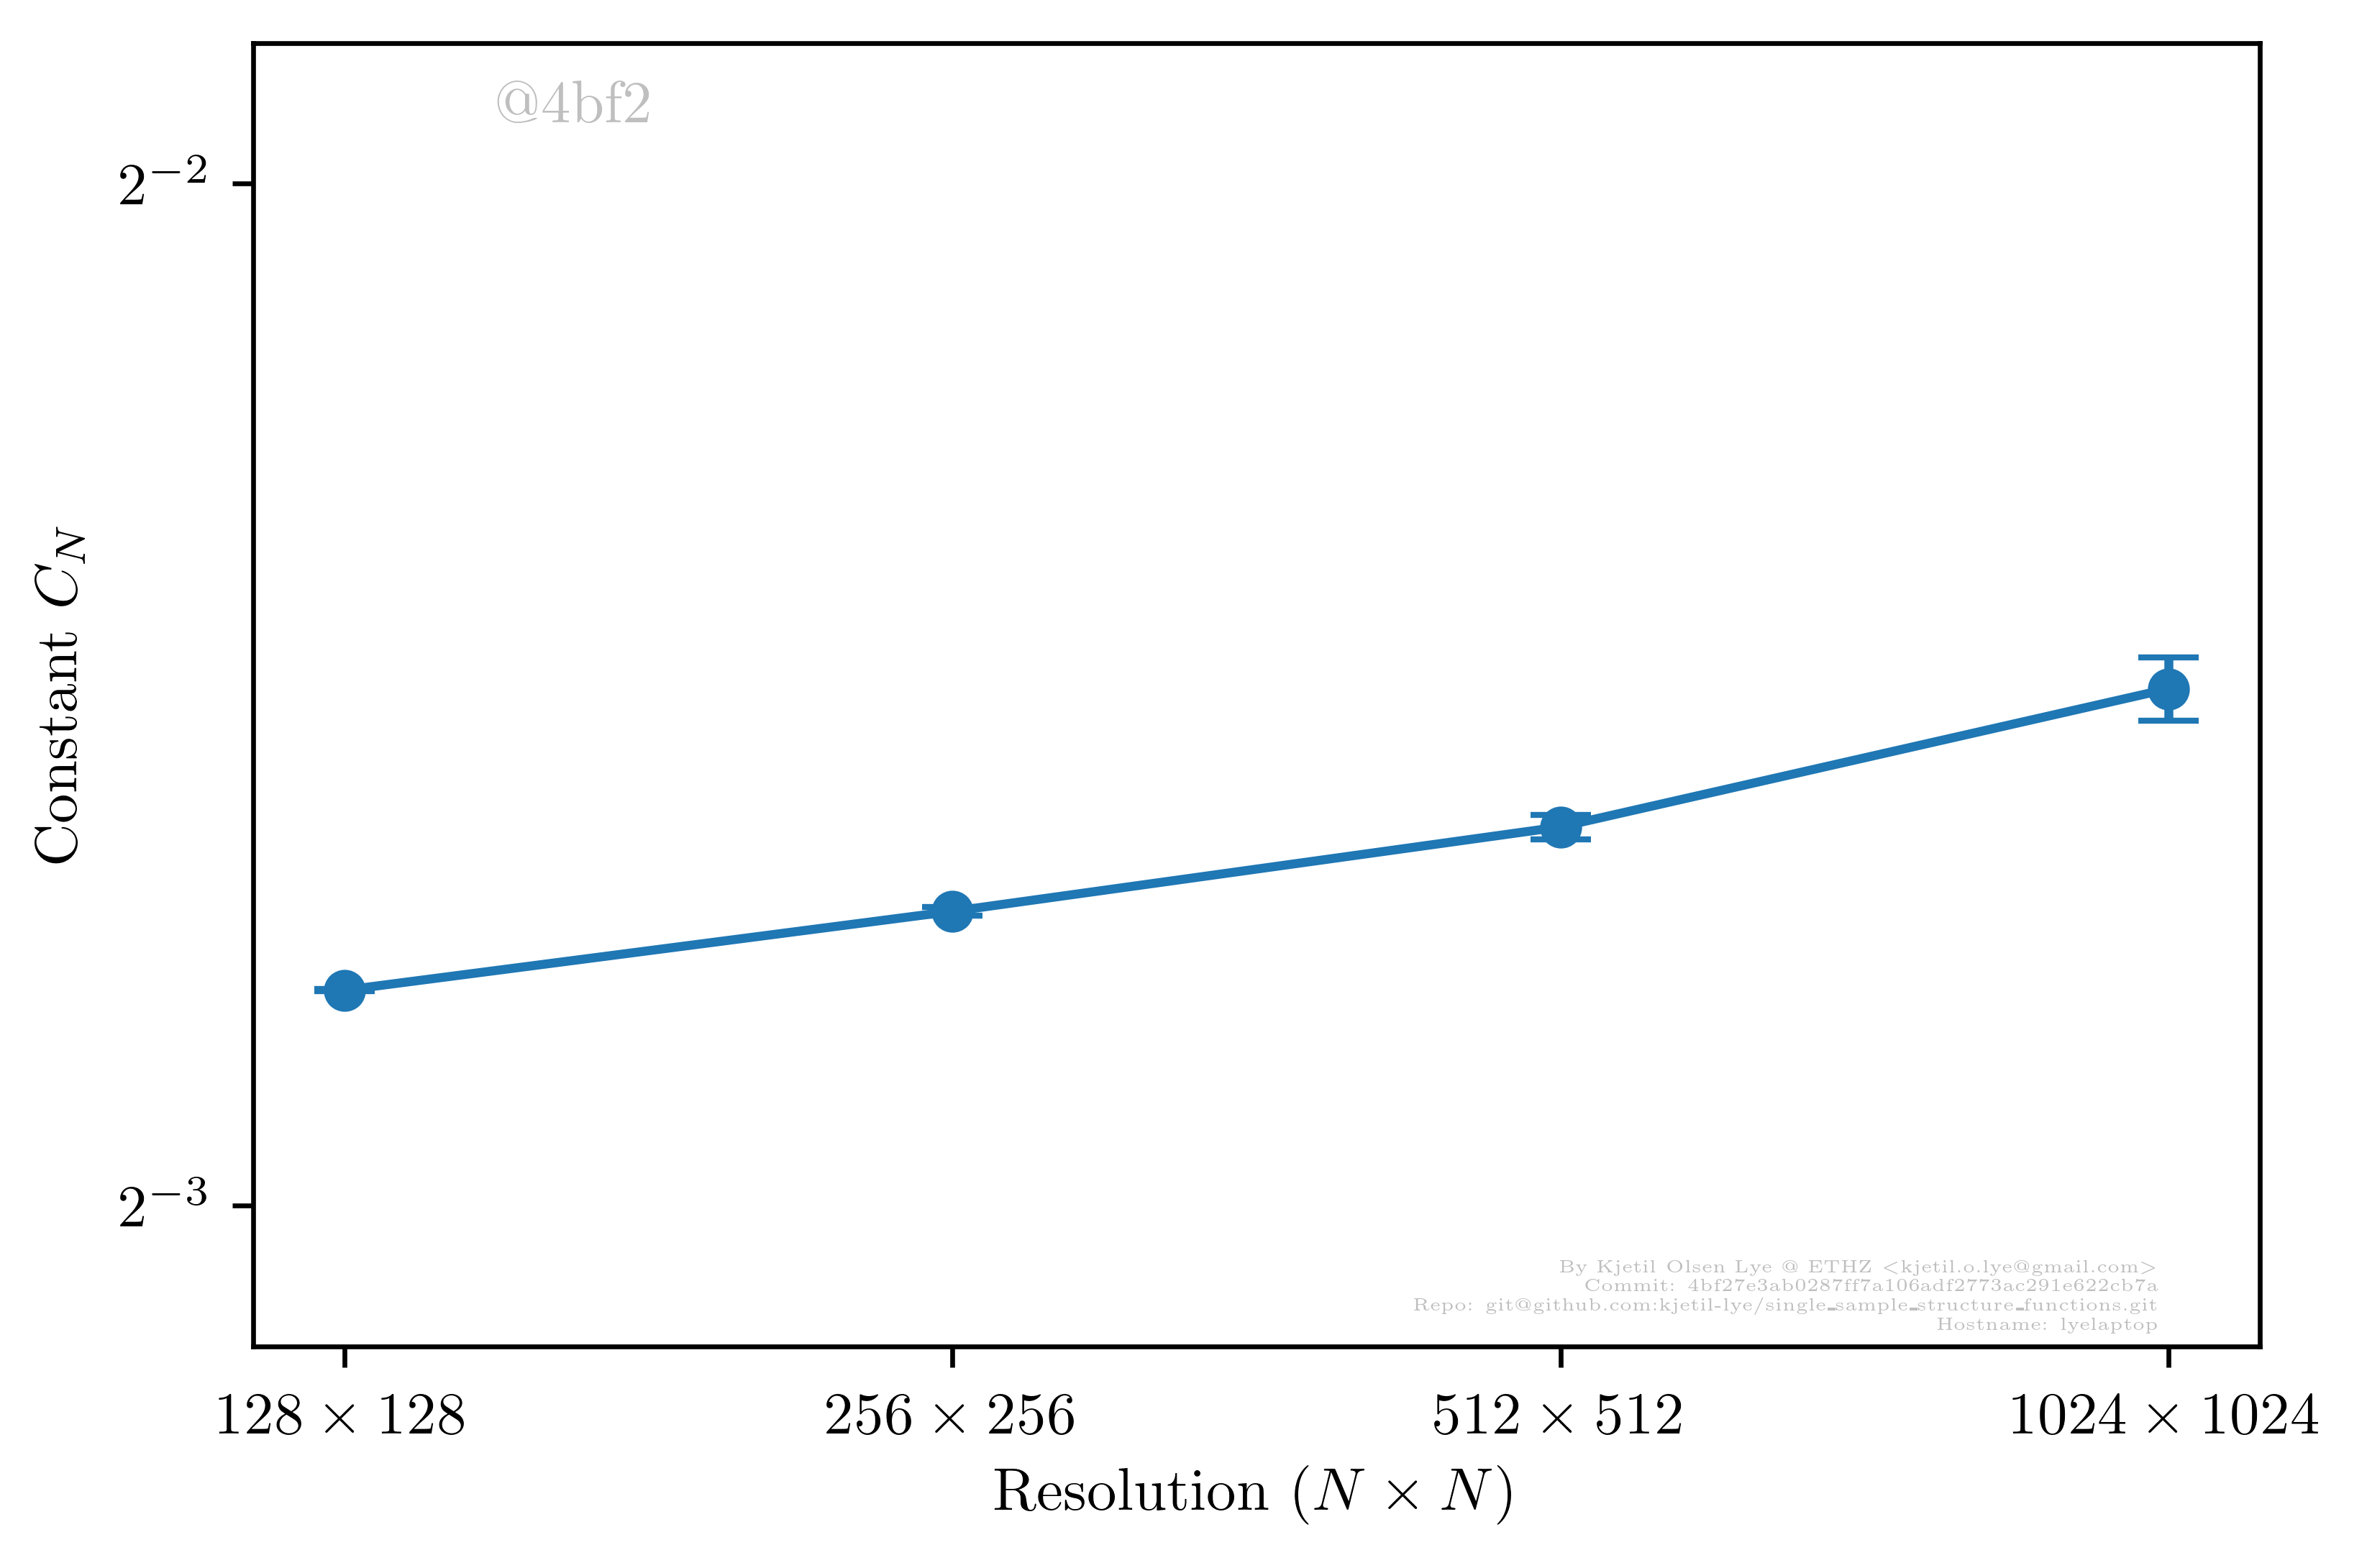 @4bf2
2⁻²
Constant C_N
2⁻³
By Kjetil Olsen Lye @ ETHZ <kjetil.o.lye@gmail.com>
Commit: 4bf27e3ab0287ff7a106adf2773ac291e622cb7a
Repo: git@github.com:kjetil-lye/single_sample_structure_functions.git
Hostname: lyelaptop
128 × 128 256 × 256 512 × 512 1024 × 1024
Resolution (N × N)